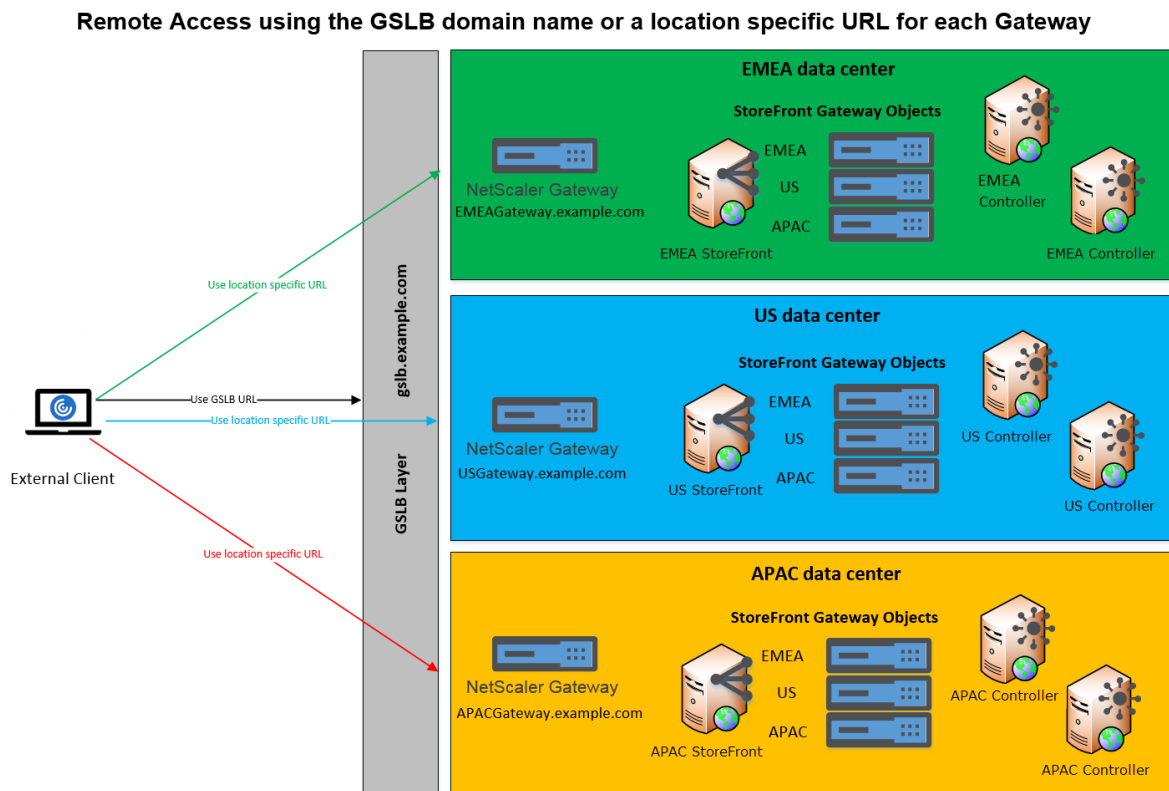 Remote Access using the GSLB domain name or a location specific URL for each Gateway
EMEA data center
StoreFront Gateway Objects
EMEA
US
APAC
NetScaler Gateway
EMEAGateway.example.com
EMEA StoreFront
EMEA
Controller
EMEA Controller
Use location specific URL
gslb.example.com
GSLB Layer
Use GSLB URL
Use location specific URL
External Client
Use location specific URL
US data center
StoreFront Gateway Objects
EMEA
US
APAC
NetScaler Gateway
USGateway.example.com
US StoreFront
US Controller
US Controller
APAC data center
StoreFront Gateway Objects
EMEA
US
APAC
NetScaler Gateway
APACGateway.example.com
APAC StoreFront
APAC Controller
APAC Controller